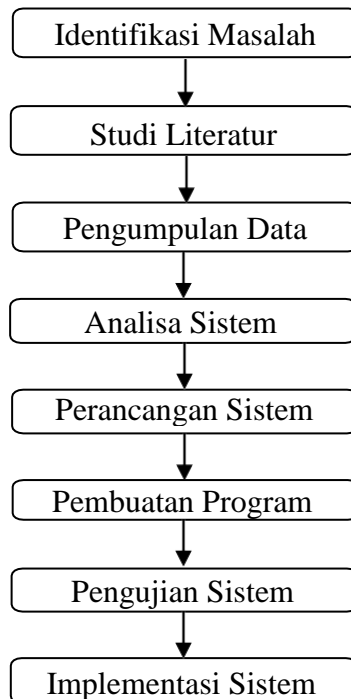 Identifikasi Masalah
Studi Literatur
Pengumpulan Data
Analisa Sistem
Perancangan Sistem
Pembuatan Program
Pengujian Sistem
Implementasi Sistem